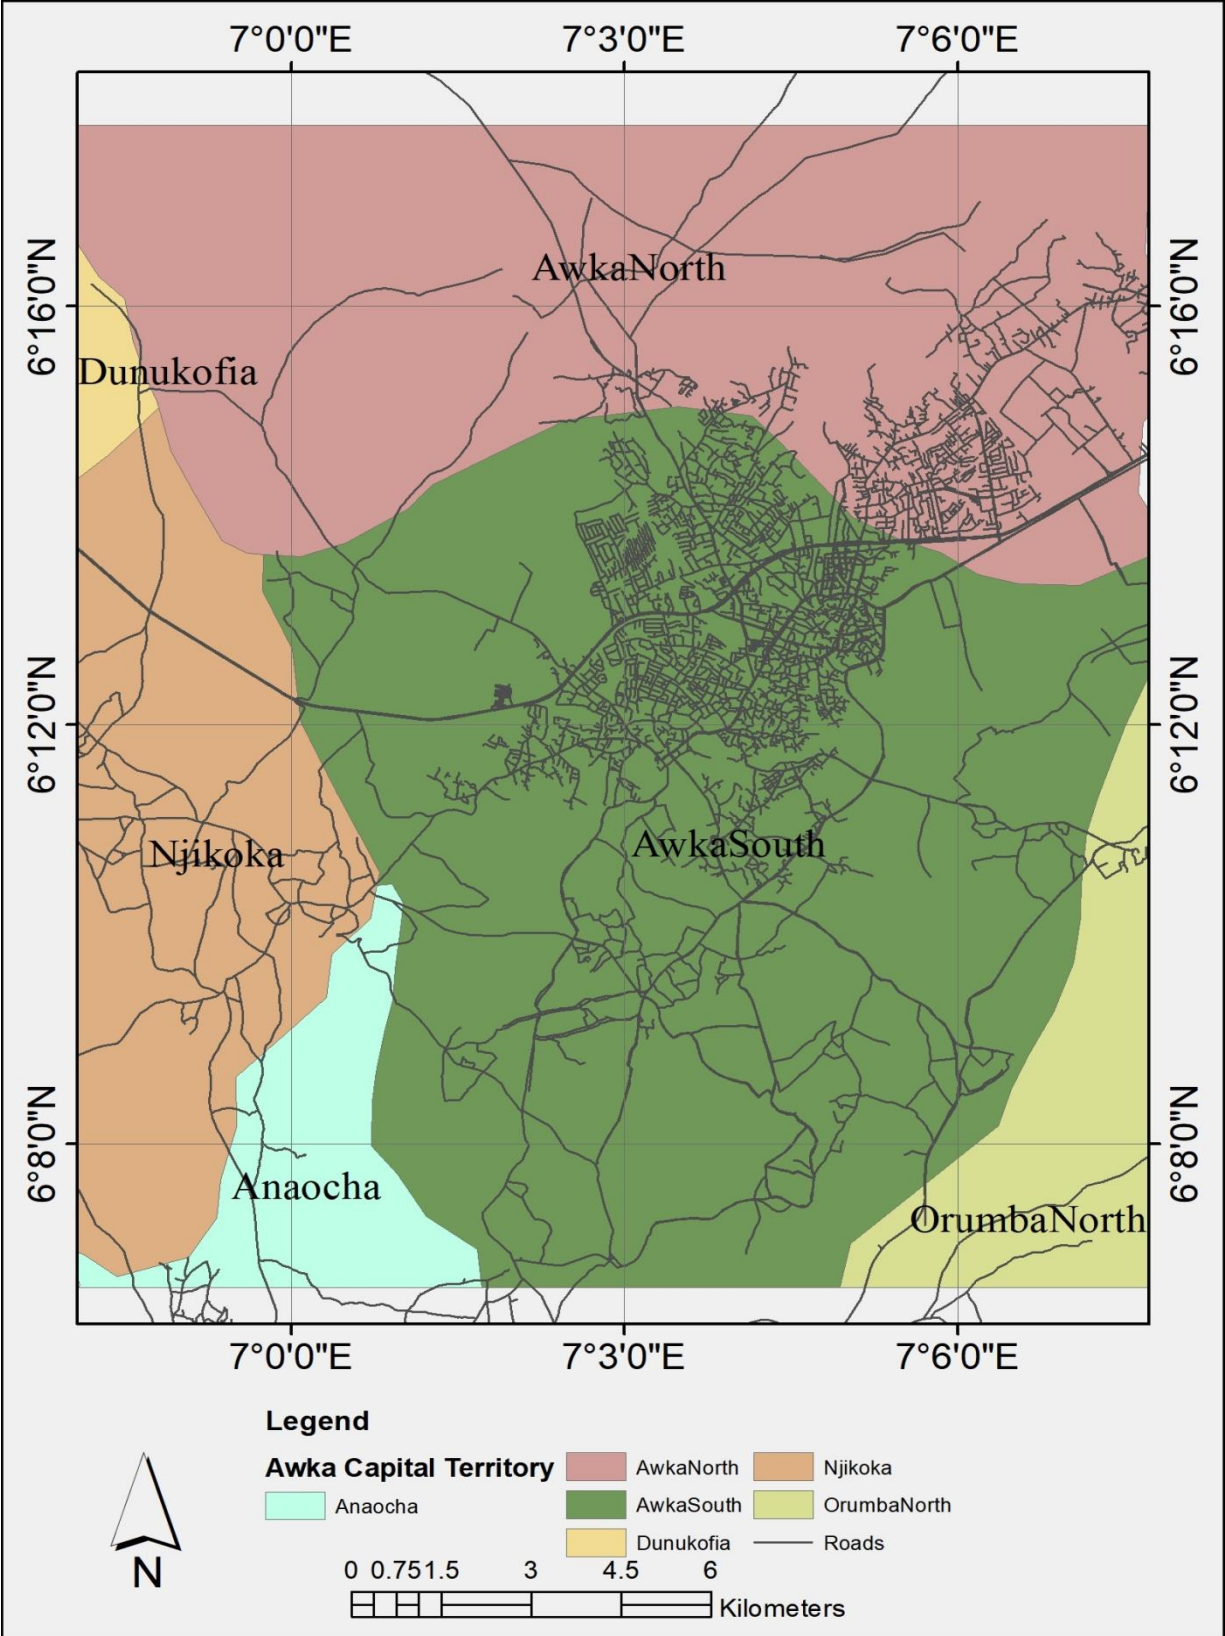 7°0'0"E 7°3'0"E 7°6'0"E
AwkaNorth
6°16'0"N 6°16'0"N
Dunukofia
6°12'0"N 6°12'0"N
AwkaSouth
Njikoka
6°8'0"N 6°8'0"N
Anaocha
OrumbaNorth
7°0'0"E 7°3'0"E 7°6'0"E
Legend
Awka Capital Territory
Anaocha
AwkaNorth
AwkaSouth
Dunukofia
Njikoka
OrumbaNorth
Roads
N
0 0.75 1.5 3 4.5 6
Kilometers